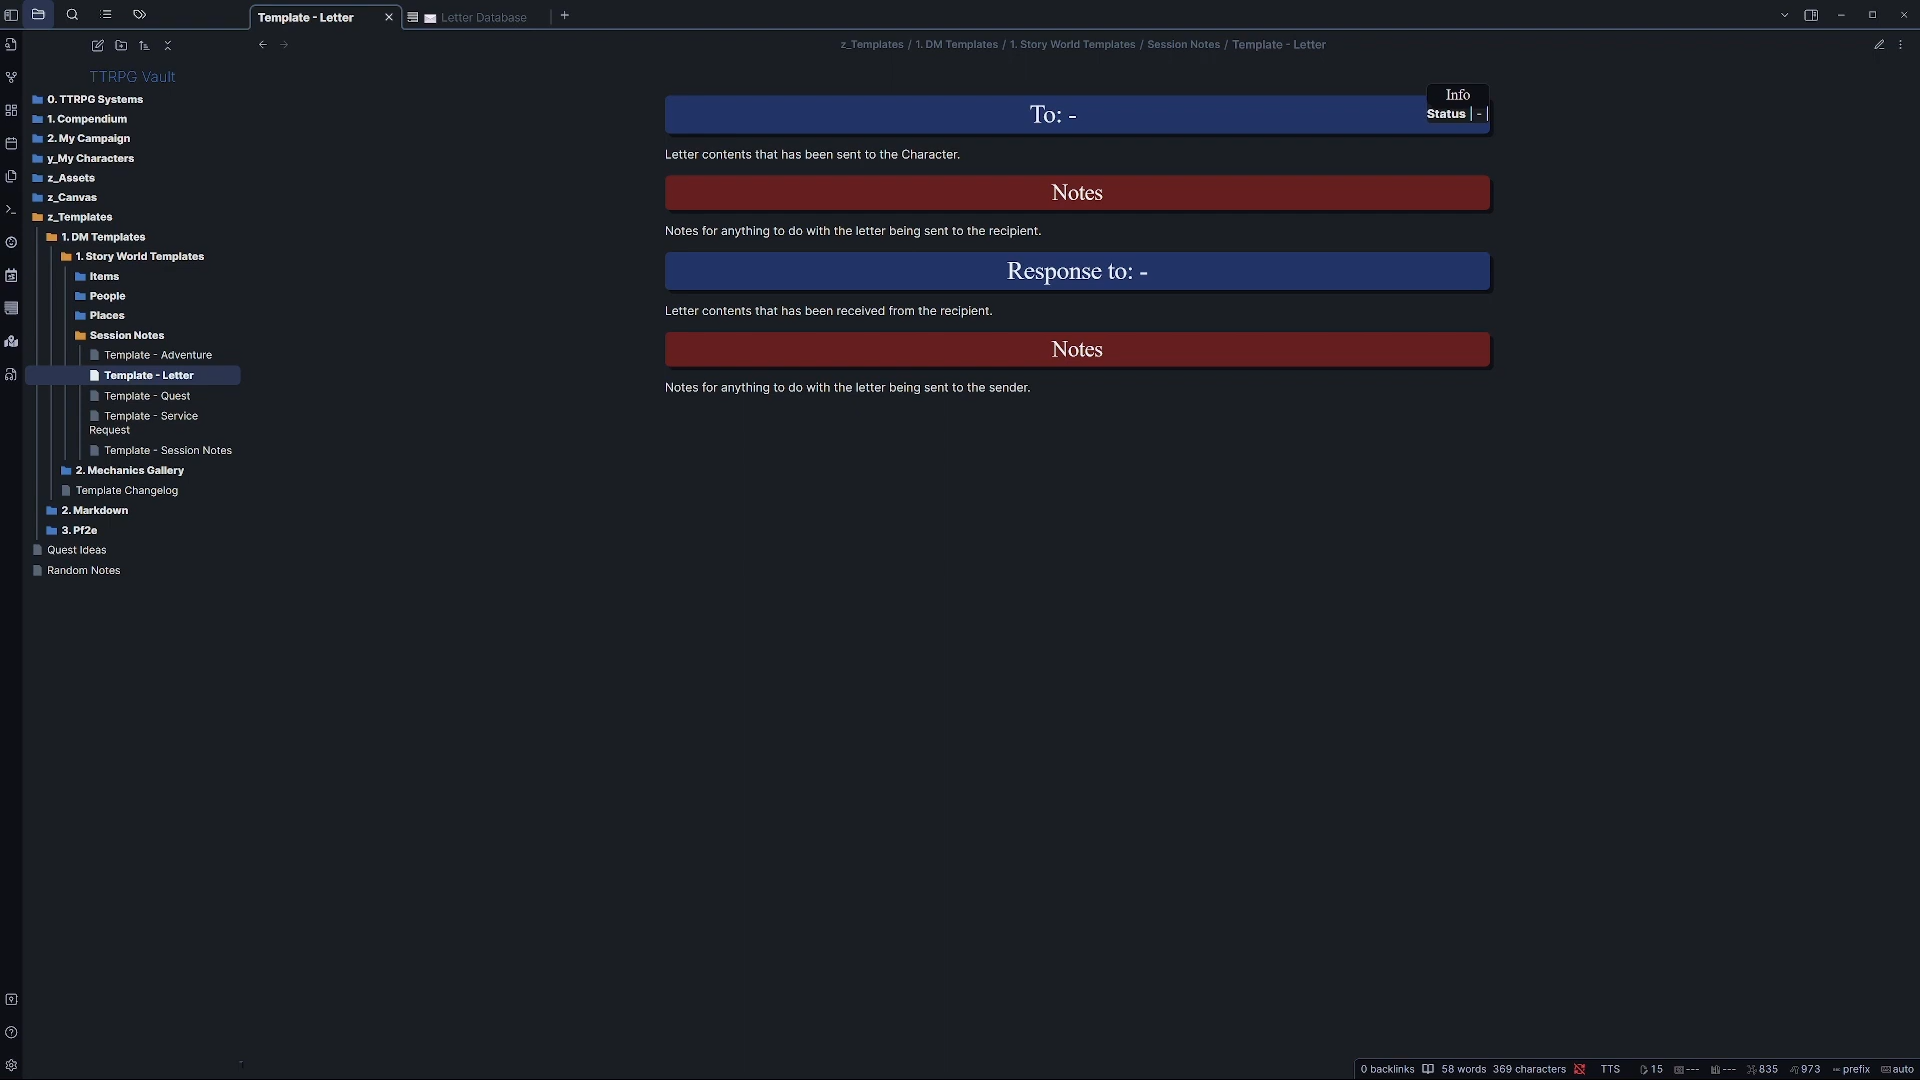 Template - Letter
Letter Database
z_Templates / 1. DM Templates / 1. Story World Templates / Session Notes / Template - Letter
TTRPG Vault
0. TTRPG Systems
1. Compendium
2. My Campaign
y_My Characters
z_Assets
z_Canvas
z_Templates
1. DM Templates
1. Story World Templates
Items
People
Places
Session Notes
Template - Adventure
Template - Letter
Template - Quest
Template - Service
Request
Template - Session Notes
2. Mechanics Gallery
Template Changelog
2. Markdown
3. Pf2e
Quest Ideas
Random Notes
To: -
Info
Status | - |
Letter contents that has been sent to the Character.
Notes
Notes for anything to do with the letter being sent to the recipient.
Response to: -
Letter contents that has been received from the recipient.
Notes
Notes for anything to do with the letter being sent to the sender.
0 backlinks 58 words 369 characters TTS 15 --- --- 835 973 prefix auto